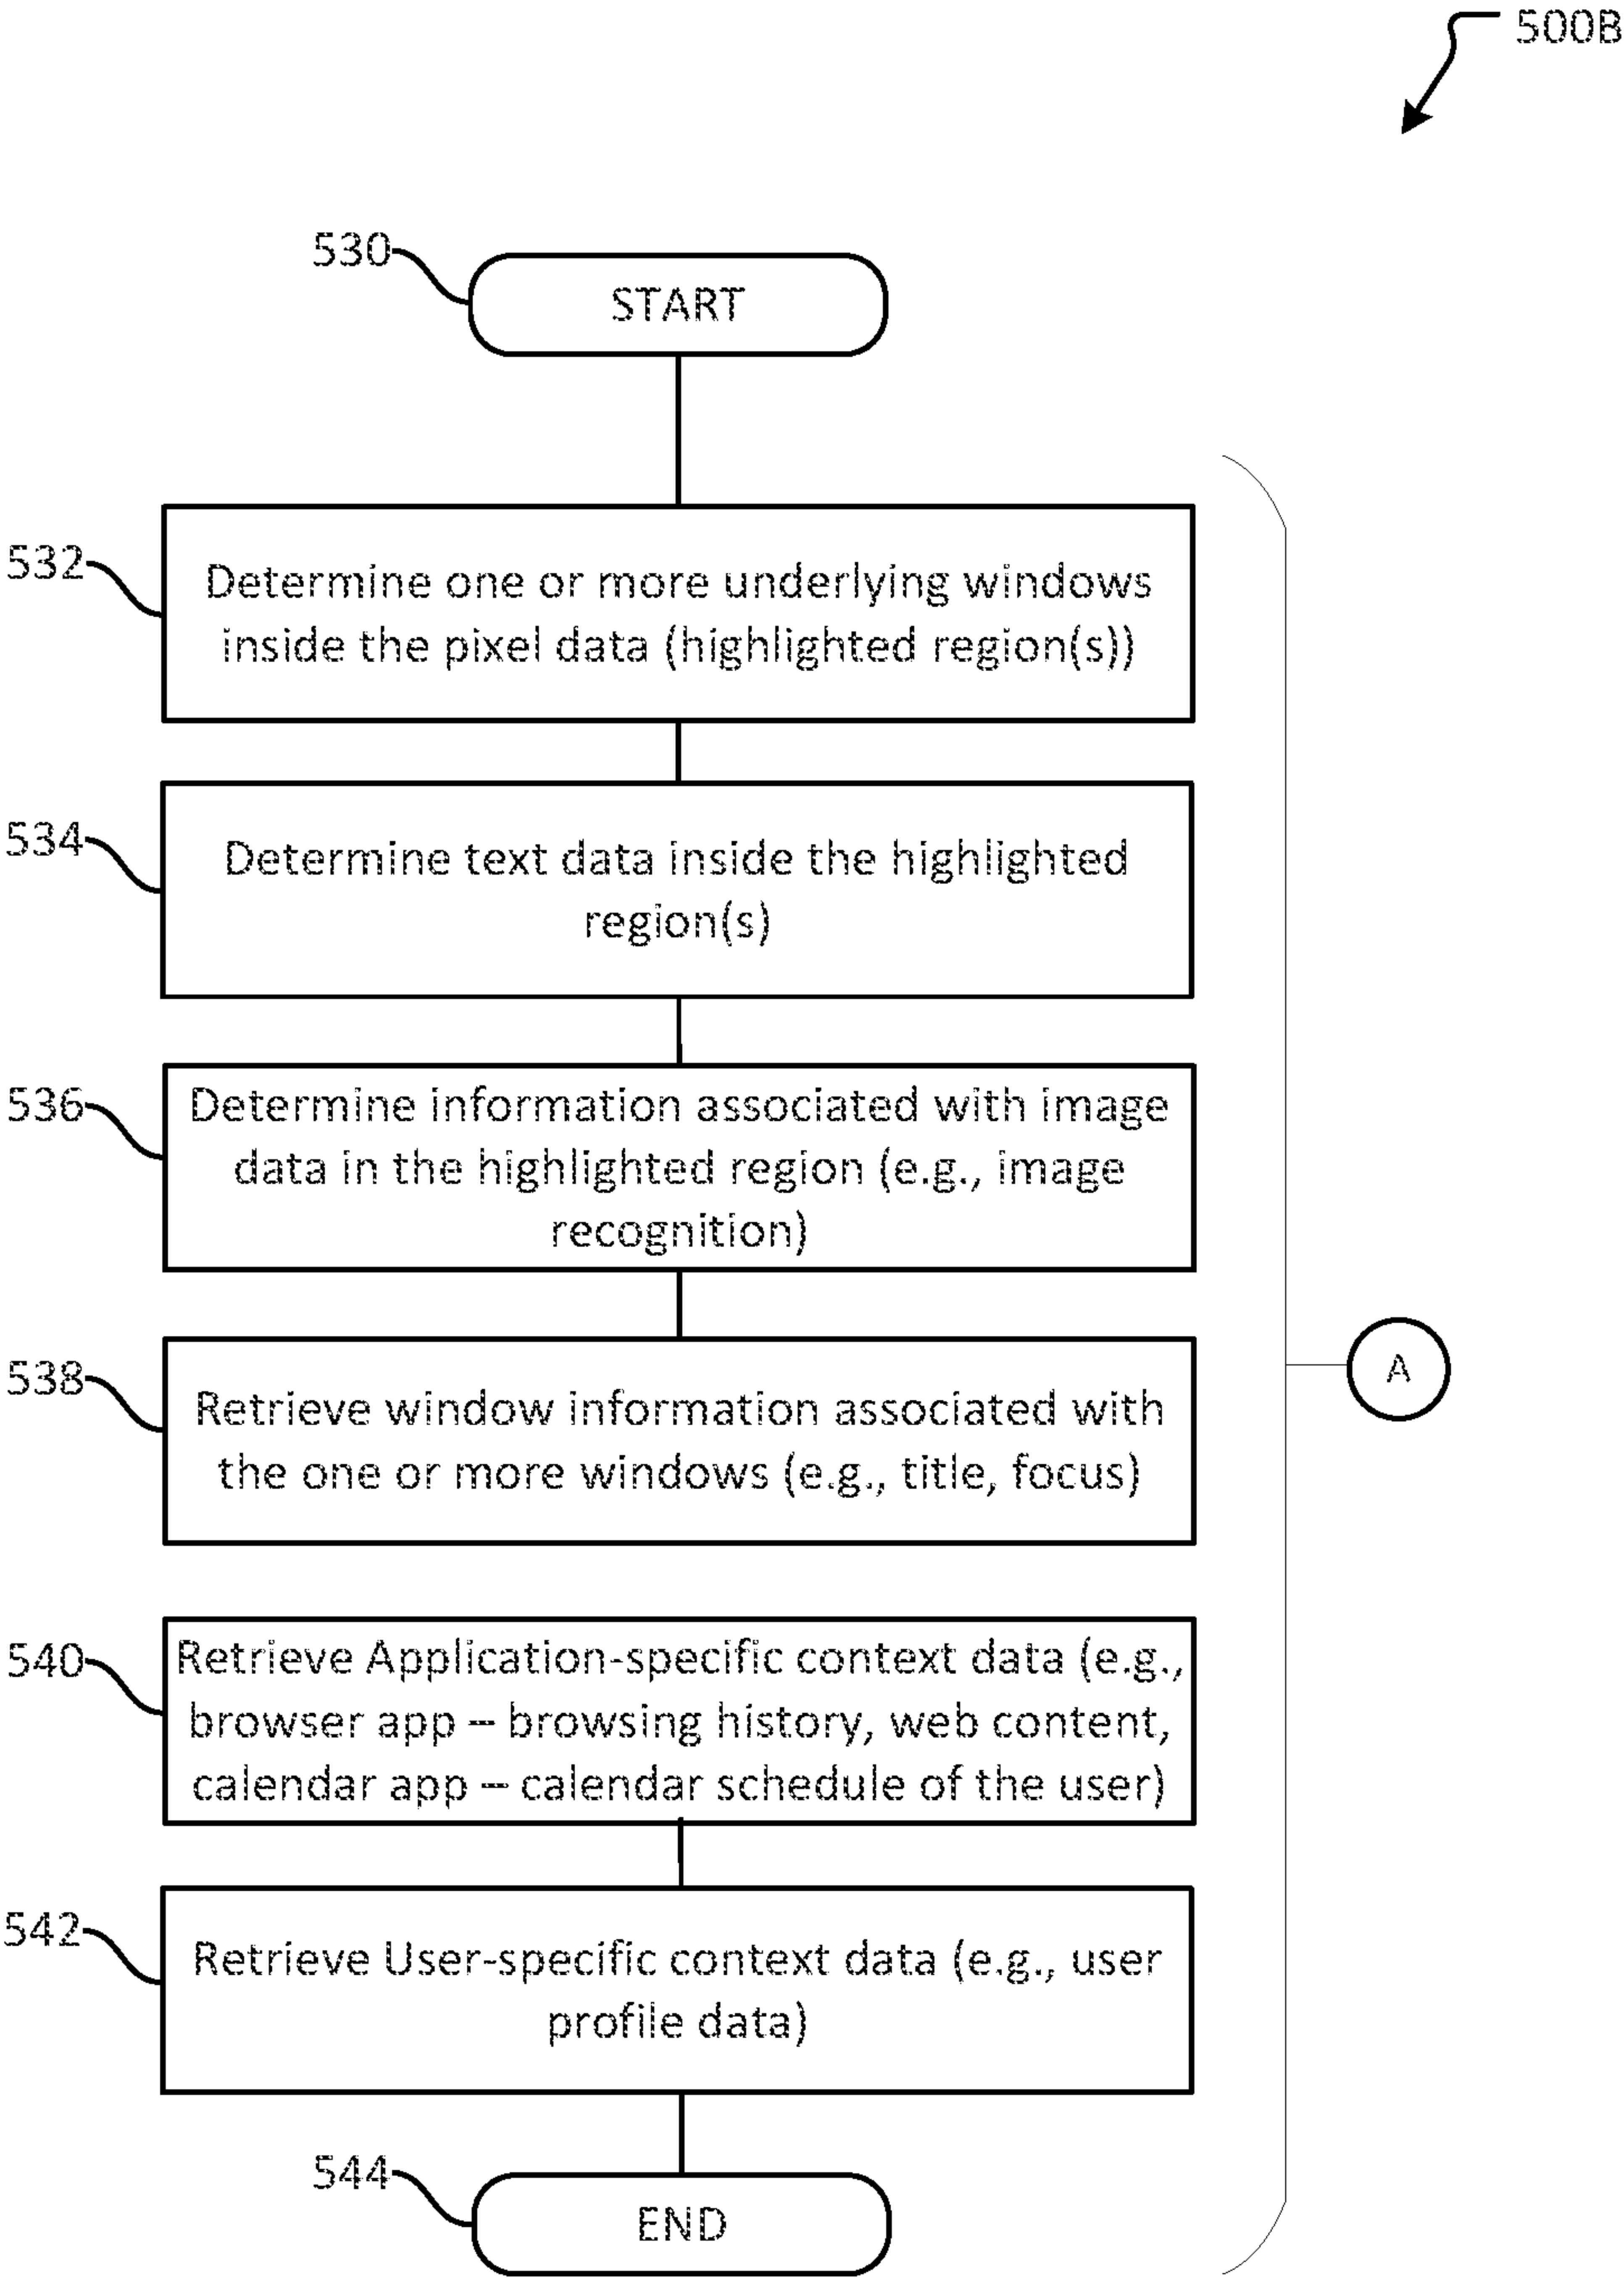 500B
530
START
532
Determine one or more underlying windows
inside the pixel data (highlighted region(s))
534
Determine text data inside the highlighted
region(s)
536
Determine information associated with image
data in the highlighted region (e.g., image
recognition)
538
Retrieve window information associated with
the one or more windows (e.g., title, focus)
A
540
Retrieve Application-specific context data (e.g.,
browser app – browsing history, web content,
calendar app – calendar schedule of the user)
542
Retrieve User-specific context data (e.g., user
profile data)
544
END